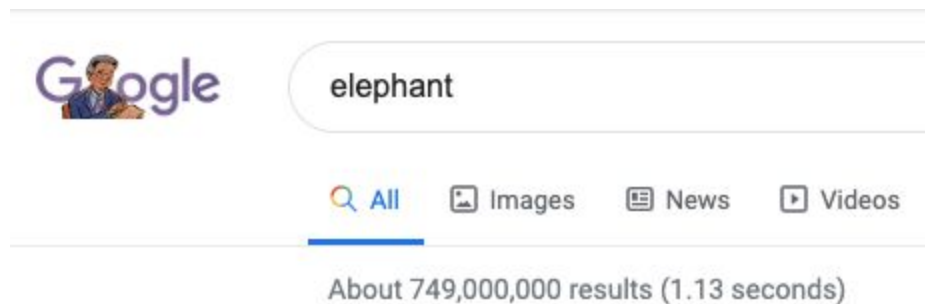 Google
elephant
All Images News Videos
About 749,000,000 results (1.13 seconds)